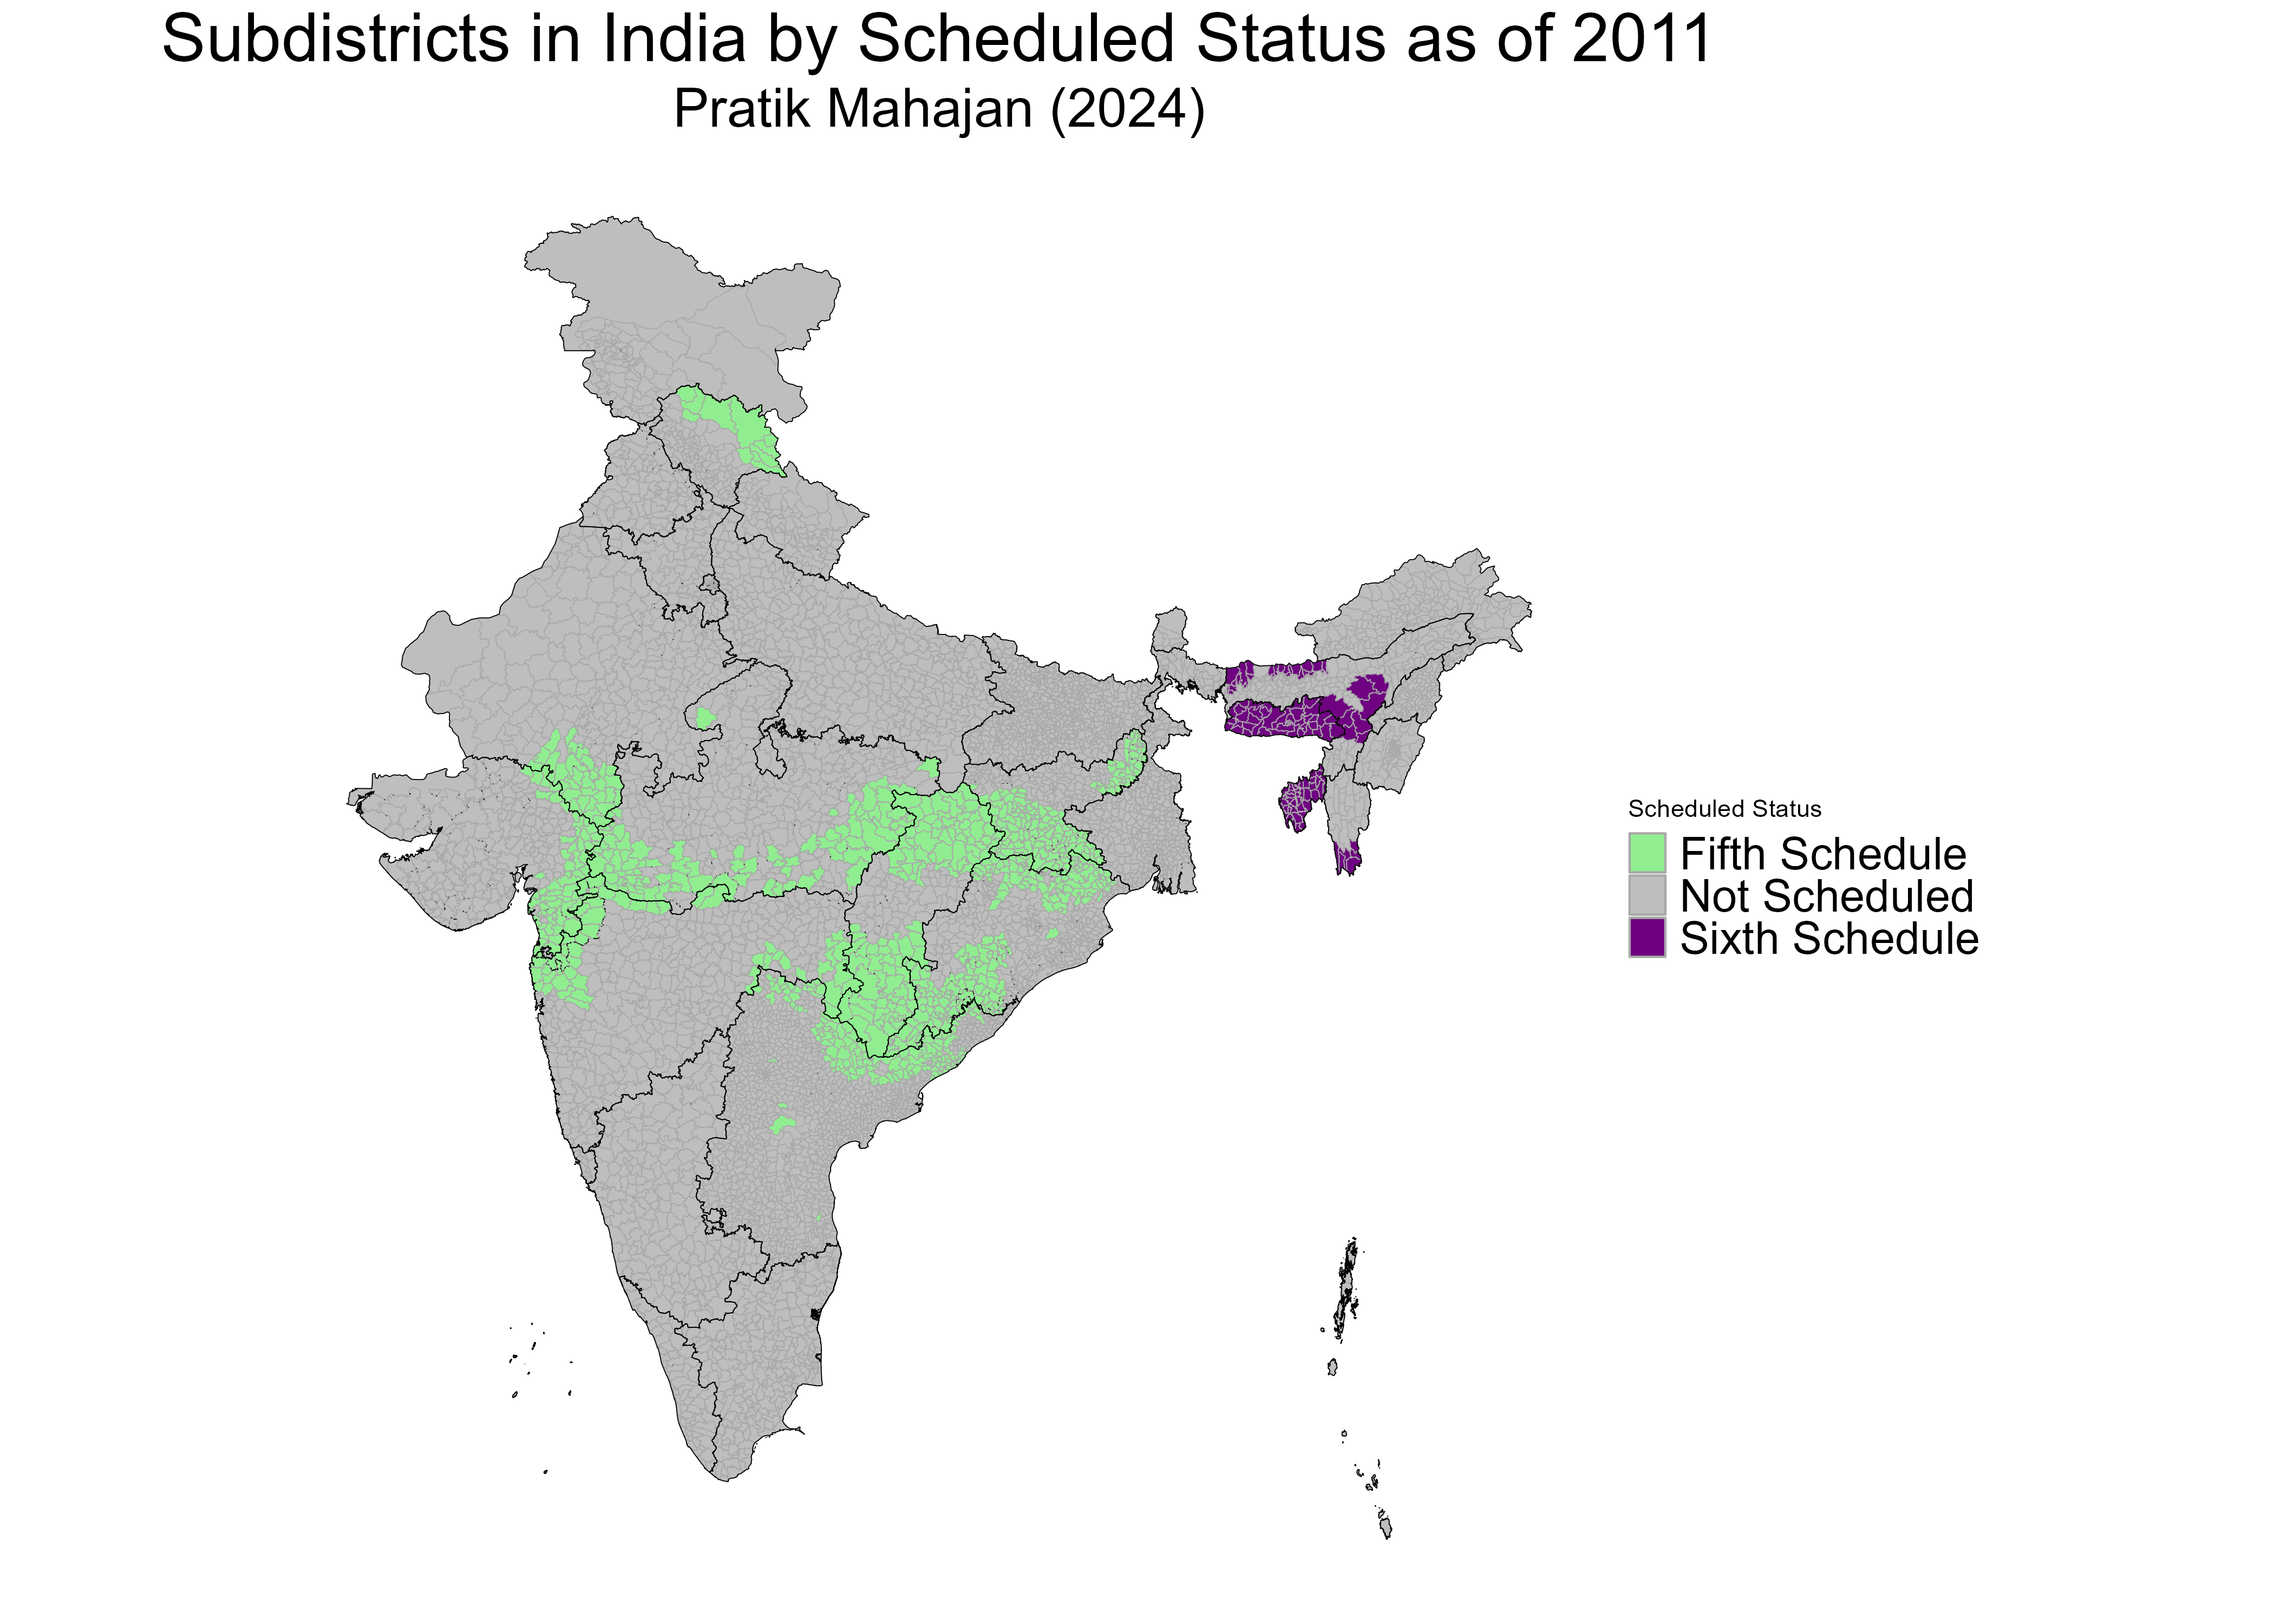 Subdistricts in India by Scheduled Status as of 2011
Pratik Mahajan (2024)
Scheduled Status
Fifth Schedule
Not Scheduled
Sixth Schedule